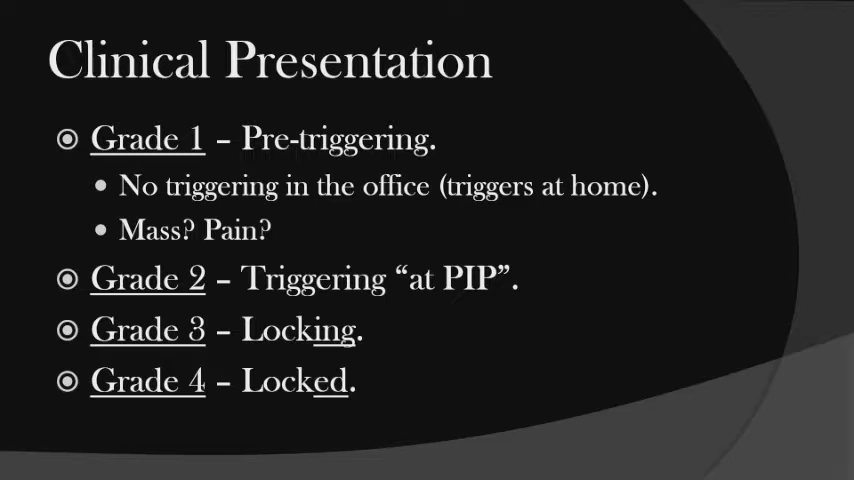 Clinical Presentation
Grade 1 – Pre-triggering.
No triggering in the office (triggers at home).
Mass? Pain?
Grade 2 – Triggering “at PIP”.
Grade 3 – Locking.
Grade 4 – Locked.